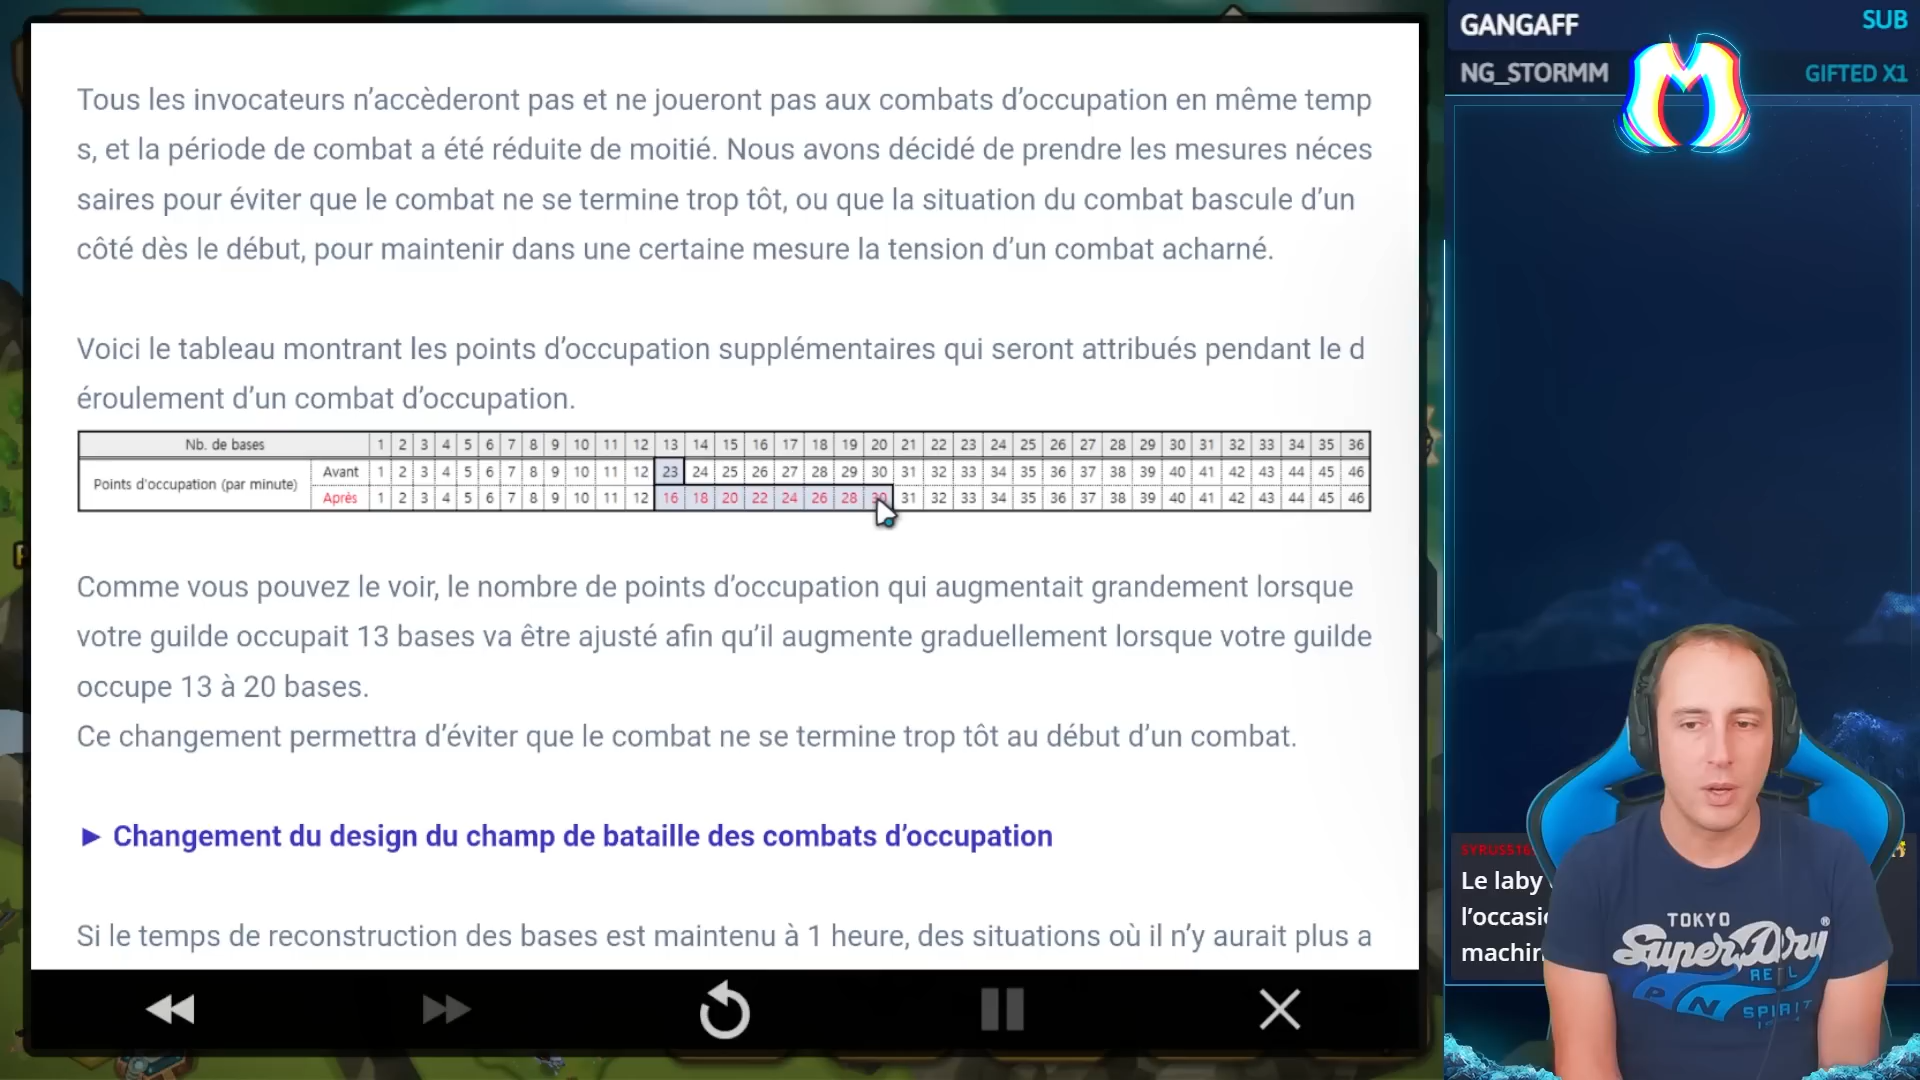 Tous les invocateurs n’accèderont pas et ne joueront pas aux combats d’occupation en même temp
s, et la période de combat a été réduite de moitié. Nous avons décidé de prendre les mesures néces
saires pour éviter que le combat ne se termine trop tôt, ou que la situation du combat bascule d’un
côté dès le début, pour maintenir dans une certaine mesure la tension d’un combat acharné.
Voici le tableau montrant les points d’occupation supplémentaires qui seront attribués pendant le d
éroulement d’un combat d’occupation.
Nb. de bases 1 2 3 4 5 6 7 8 9 10 11 12 13 14 15 16 17 18 19 20 21 22 23 24 25 26 27 28 29 30 31 32 33 34 35 36
Points d'occupation (par minute)
Avant 1 2 3 4 5 6 7 8 9 10 11 12 23 24 25 26 27 28 29 30 31 32 33 34 35 36 37 38 39 40 41 42 43 44 45 46
Après 1 2 3 4 5 6 7 8 9 10 11 12 16 18 20 22 24 26 28 30 31 32 33 34 35 36 37 38 39 40 41 42 43 44 45 46
Comme vous pouvez le voir, le nombre de points d’occupation qui augmentait grandement lorsque
votre guilde occupait 13 bases va être ajusté afin qu’il augmente graduellement lorsque votre guilde
occupe 13 à 20 bases.
Ce changement permettra d’éviter que le combat ne se termine trop tôt au début d’un combat.
► Changement du design du champ de bataille des combats d’occupation
Si le temps de reconstruction des bases est maintenu à 1 heure, des situations où il n’y aurait plus a
GANGAFF SUB
NG_STORMM GIFTED X1
Le laby
TOKYO
SuperDry®
REAL
SPIRIT